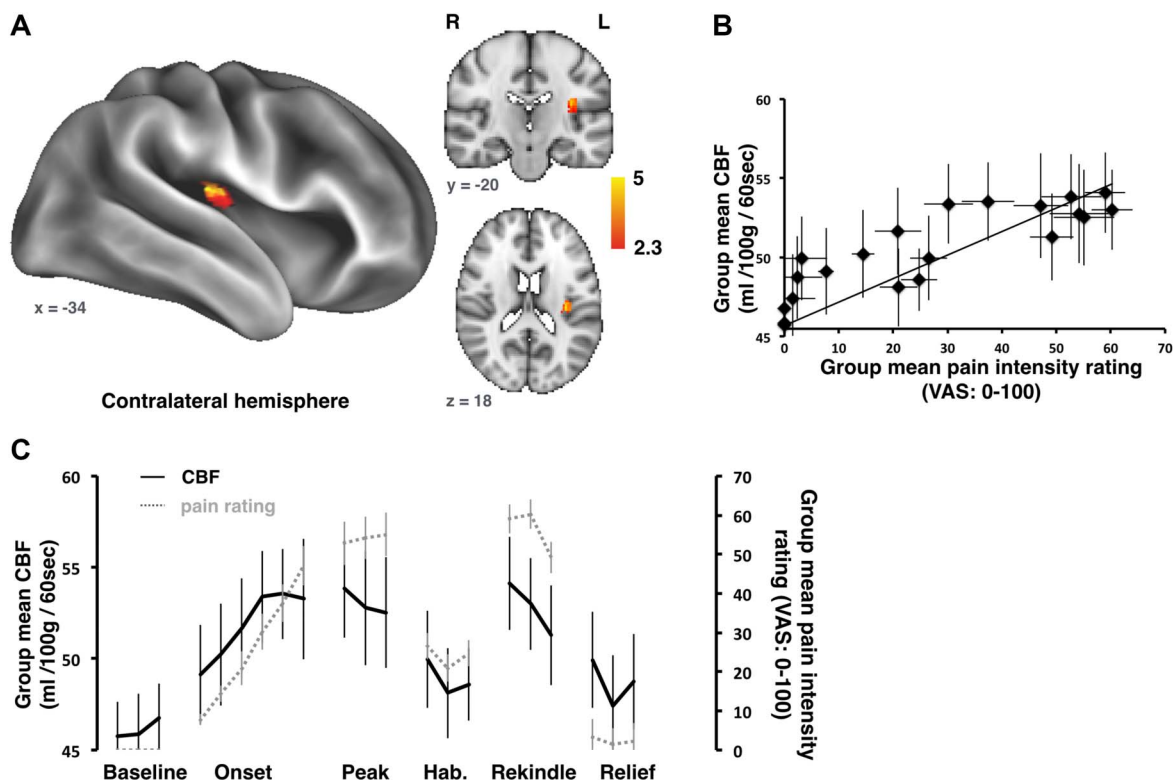 A
R
L
y = -20
5
2.3
x = -34
z = 18
Contralateral hemisphere
B
Group mean CBF
(ml /100g / 60sec)
60
55
50
45
0
10
20
30
40
50
60
70
Group mean pain intensity rating
(VAS: 0-100)
C
CBF
pain rating
Group mean CBF
(ml /100g / 60sec)
60
55
50
45
70
60
50
40
30
20
10
0
Group mean pain intensity
rating (VAS: 0-100)
Baseline
Onset
Peak
Hab.
Rekindle
Relief